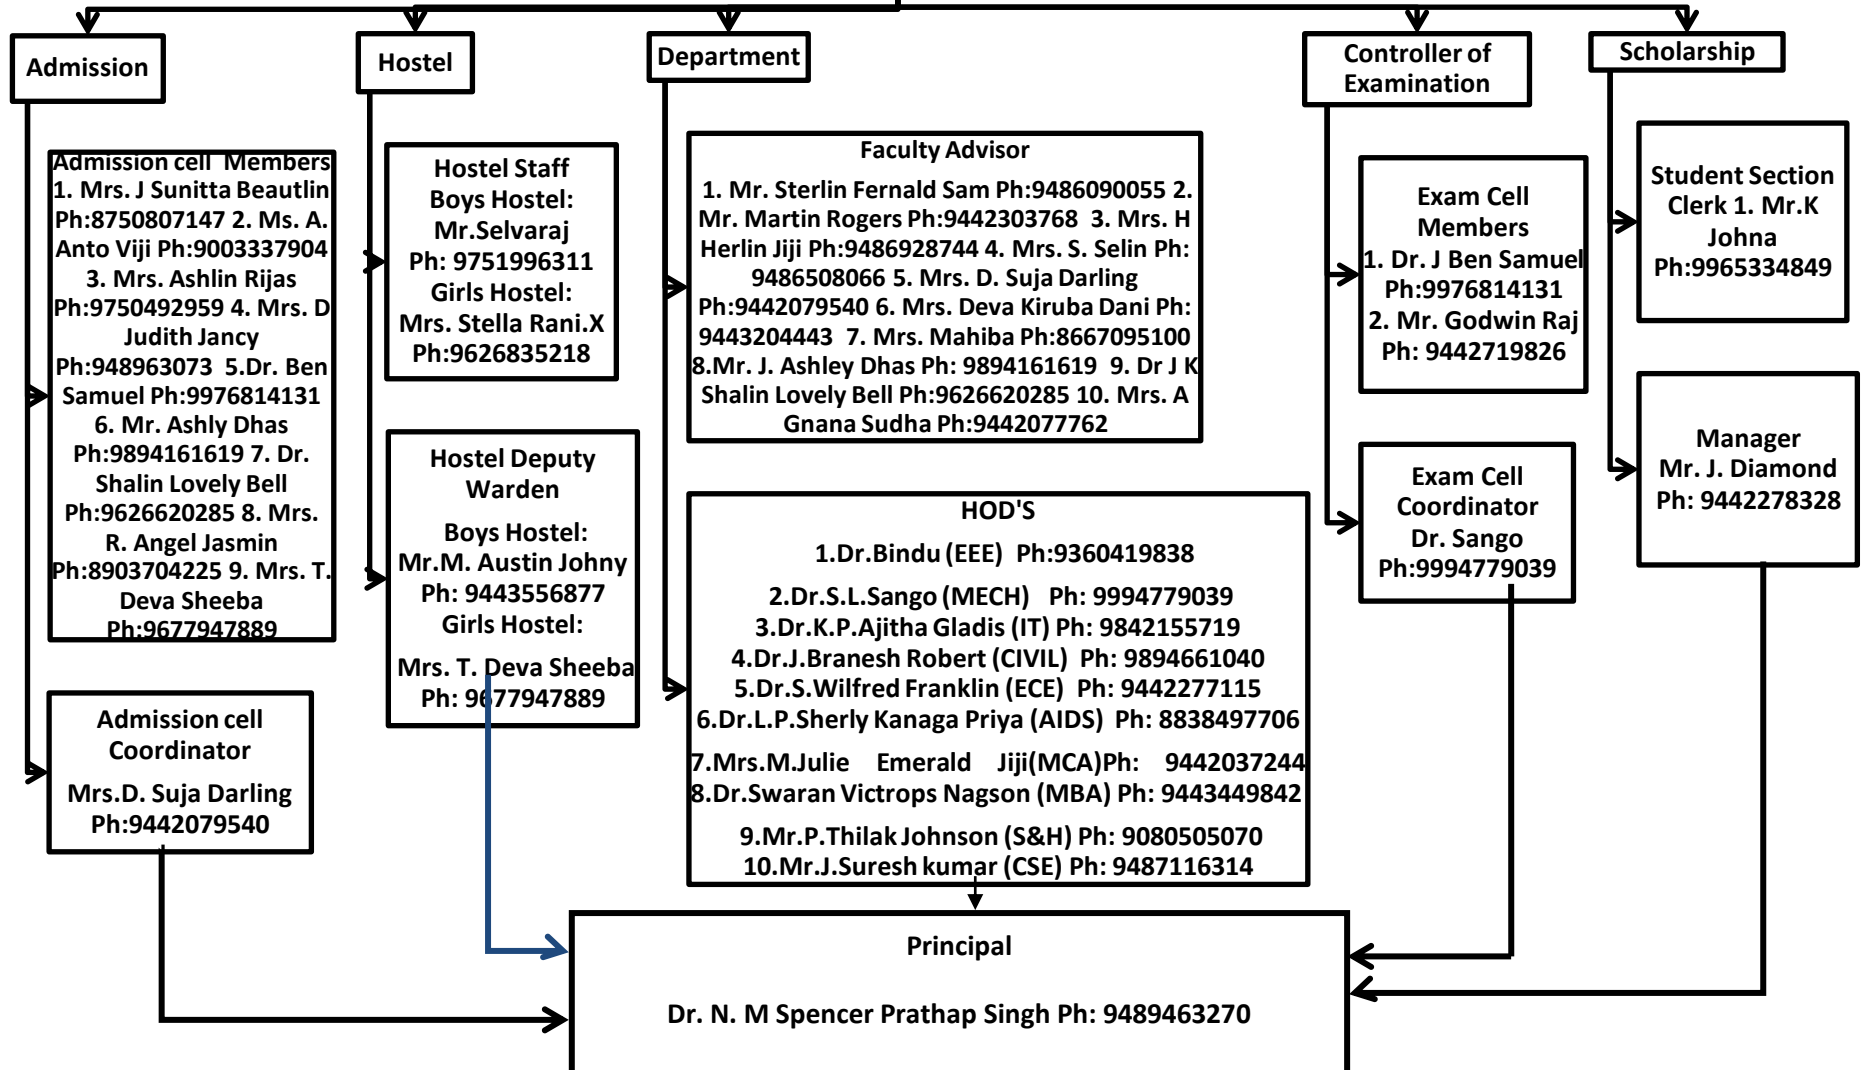 Admission
Hostel
Department
Controller of
Examination
Scholarship
Admission cell Members
1. Mrs. J Sunitta Beautlin
Ph:8750807147 2. Ms. A.
Anto Viji Ph:9003337904
3. Mrs. Ashlin Rijas
Ph:9750492959 4. Mrs. D
Judith Jancy
Ph:948963073 5.Dr. Ben
Samuel Ph:9976814131
6. Mr. Ashly Dhas
Ph:9894161619 7. Dr.
Shalin Lovely Bell
Ph:9626620285 8. Mrs.
R. Angel Jasmin
Ph:8903704225 9. Mrs. T.
Deva Sheeba
Ph:9677947889
Admission cell
Coordinator
Mrs.D. Suja Darling
Ph:9442079540
Hostel Staff
Boys Hostel:
Mr.Selvaraj
Ph: 9751996311
Girls Hostel:
Mrs. Stella Rani.X
Ph:9626835218
Hostel Deputy
Warden
Boys Hostel:
Mr.M. Austin Johny
Ph: 9443556877
Girls Hostel:
Mrs. T. Deva Sheeba
Ph: 9677947889
Faculty Advisor
1. Mr. Sterlin Fernald Sam Ph:9486090055 2.
Mr. Martin Rogers Ph:9442303768 3. Mrs. H
Herlin Jiji Ph:9486928744 4. Mrs. S. Selin Ph:
9486508066 5. Mrs. D. Suja Darling
Ph:9442079540 6. Mrs. Deva Kiruba Dani Ph:
9443204443 7. Mrs. Mahiba Ph:8667095100
8.Mr. J. Ashley Dhas Ph: 9894161619 9. Dr J K
Shalin Lovely Bell Ph:9626620285 10. Mrs. A
Gnana Sudha Ph:9442077762
HOD'S
1.Dr.Bindu (EEE) Ph:9360419838
2.Dr.S.L.Sango (MECH) Ph: 9994779039
3.Dr.K.P.Ajitha Gladis (IT) Ph: 9842155719
4.Dr.J.Branesh Robert (CIVIL) Ph: 9894661040
5.Dr.S.Wilfred Franklin (ECE) Ph: 9442277115
6.Dr.L.P.Sherly Kanaga Priya (AIDS) Ph: 8838497706
7.Mrs.M.Julie Emerald Jiji(MCA)Ph: 9442037244
8.Dr.Swaran Victrops Nagson (MBA) Ph: 9443449842
9.Mr.P.Thilak Johnson (S&H) Ph: 9080505070
10.Mr.J.Suresh kumar (CSE) Ph: 9487116314
Exam Cell
Members
1. Dr. J Ben Samuel
Ph:9976814131
2. Mr. Godwin Raj
Ph: 9442719826
Exam Cell
Coordinator
Dr. Sango
Ph:9994779039
Student Section
Clerk 1. Mr.K
Johna
Ph:9965334849
Manager
Mr. J. Diamond
Ph: 9442278328
Principal
Dr. N. M Spencer Prathap Singh Ph: 9489463270